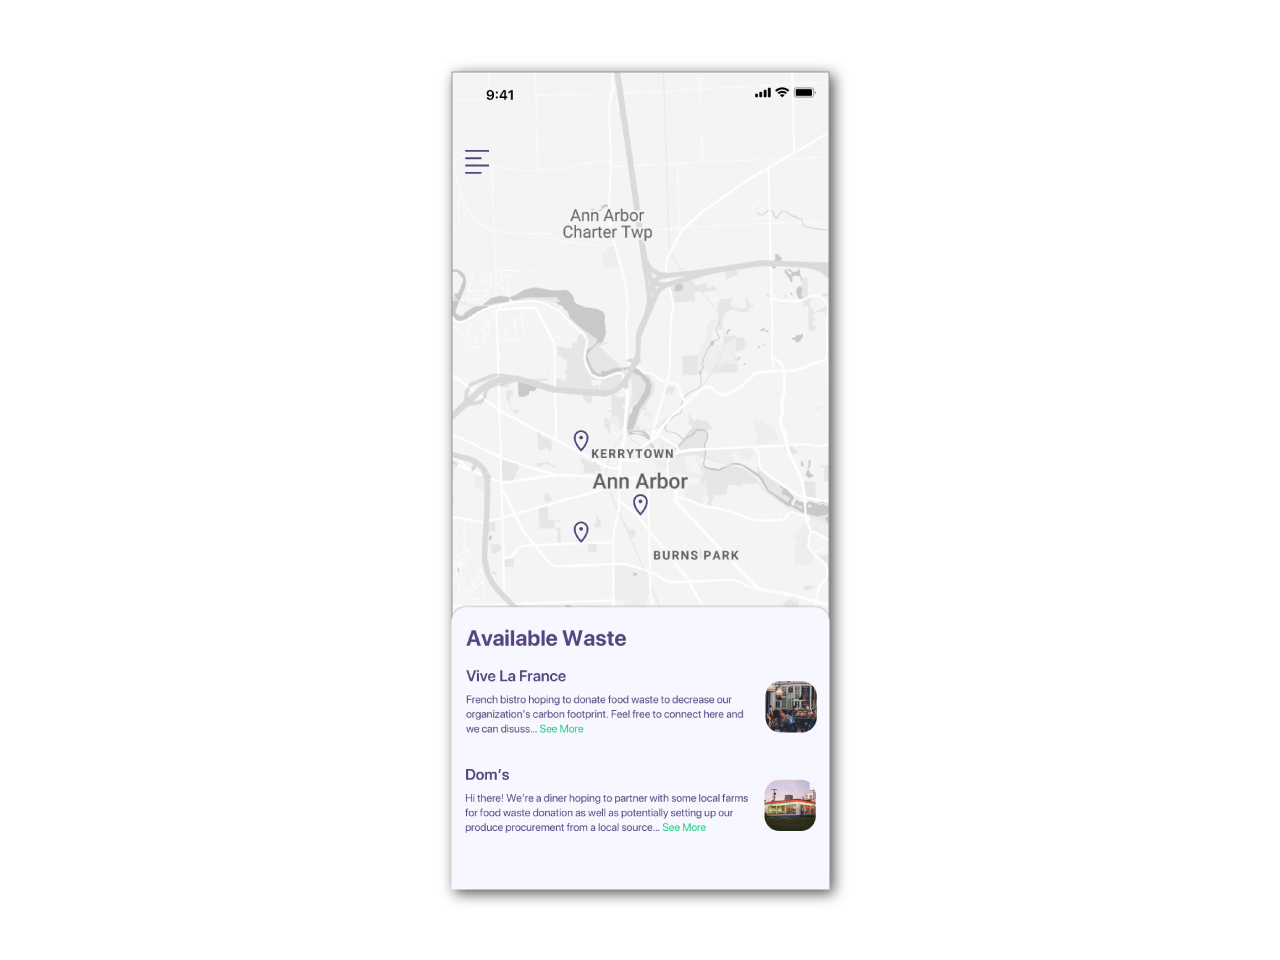 9:41
Ann Arbor
Charter Twp
KERRYTOWN
Ann Arbor
BURNS PARK
Available Waste
Vive La France
French bistro hoping to donate food waste to decrease our
organization's carbon footprint. Feel free to connect here and
we can disuss... See More
Dom's
Hi there! We're a diner hoping to partner with some local farms
for food waste donation as well as potentially setting up our
produce procurement from a local source... See More